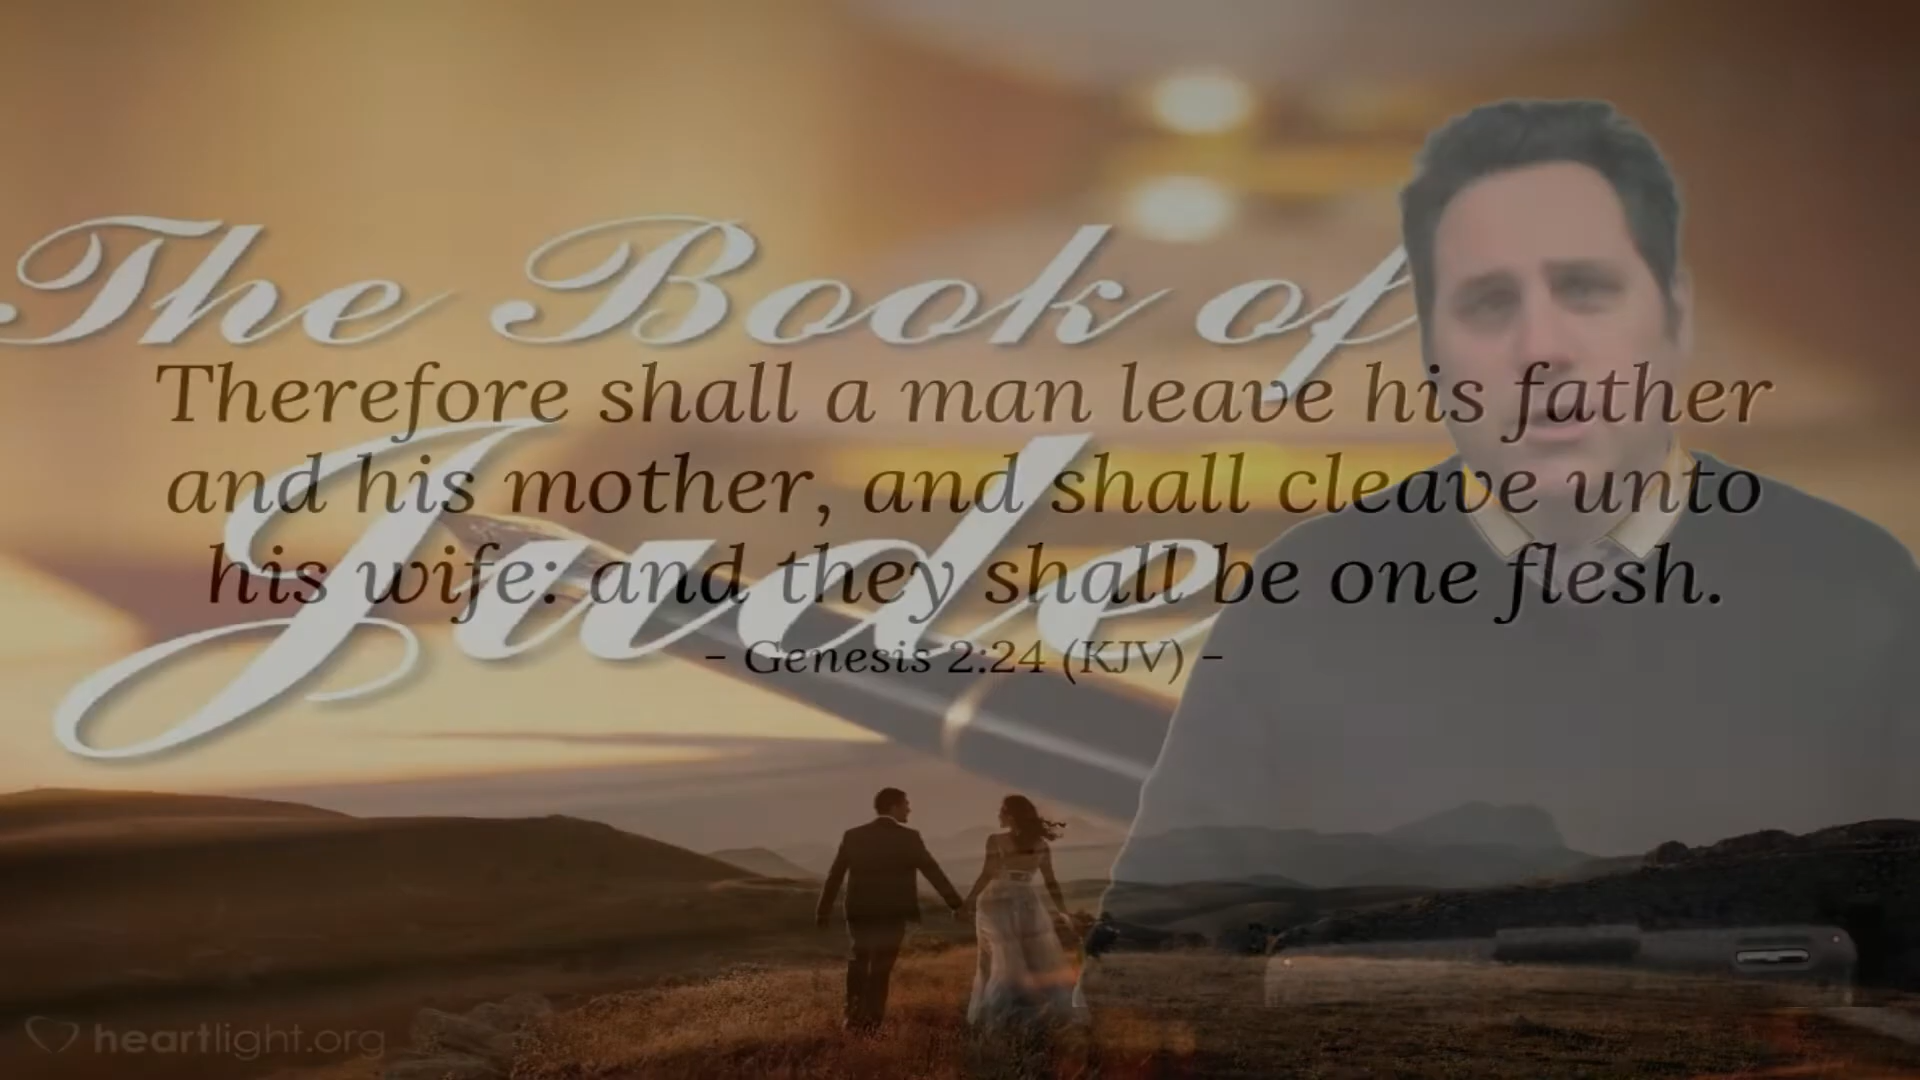 The Book of
Jude
Therefore shall a man leave his father
and his mother, and shall cleave unto
his wife: and they shall be one flesh.
- Genesis 2:24 (KJV) -
heartlight.org